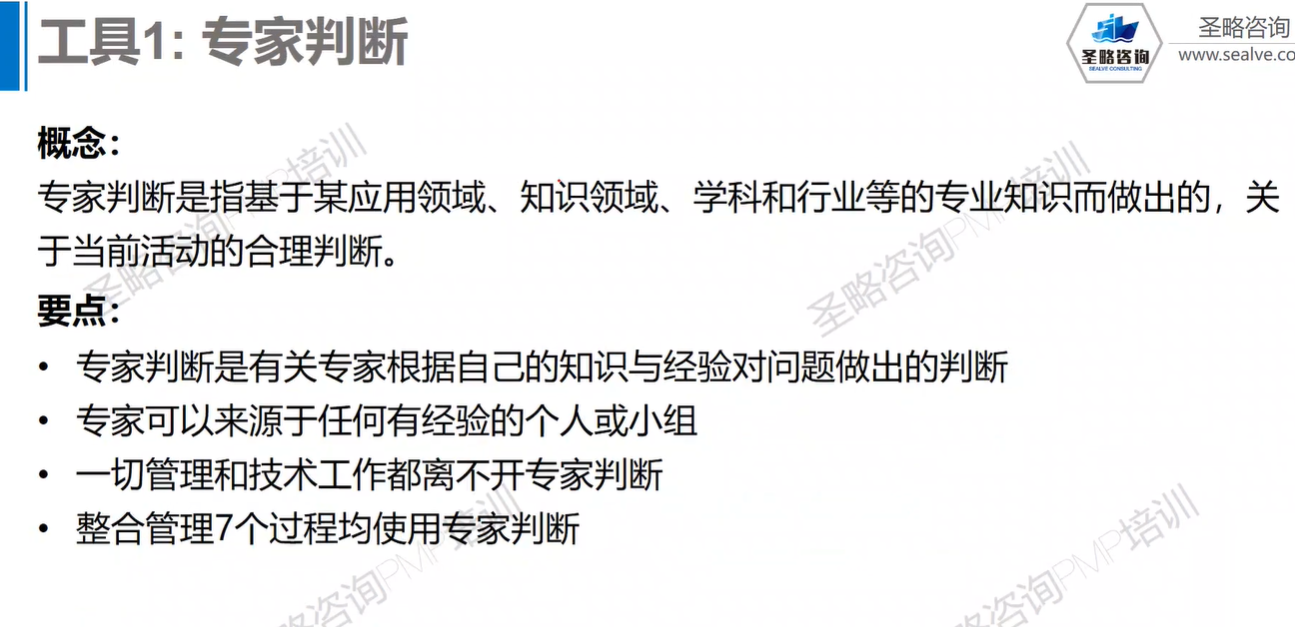 工具1: 专家判断
圣略咨询
SEALVE CONSULTING
圣略咨询
www.sealve.co
概念：
专家判断是指基于某应用领域、知识领域、学科和行业等的专业知识而做出的，关
于当前活动的合理判断。
要点：
• 专家判断是有关专家根据自己的知识与经验对问题做出的判断
• 专家可以来源于任何有经验的个人或小组
• 一切管理和技术工作都离不开专家判断
• 整合管理7个过程均使用专家判断
圣略咨询PMP培训
圣略咨询PMP培训
圣略咨询PMP培训
圣略咨询PMP培训